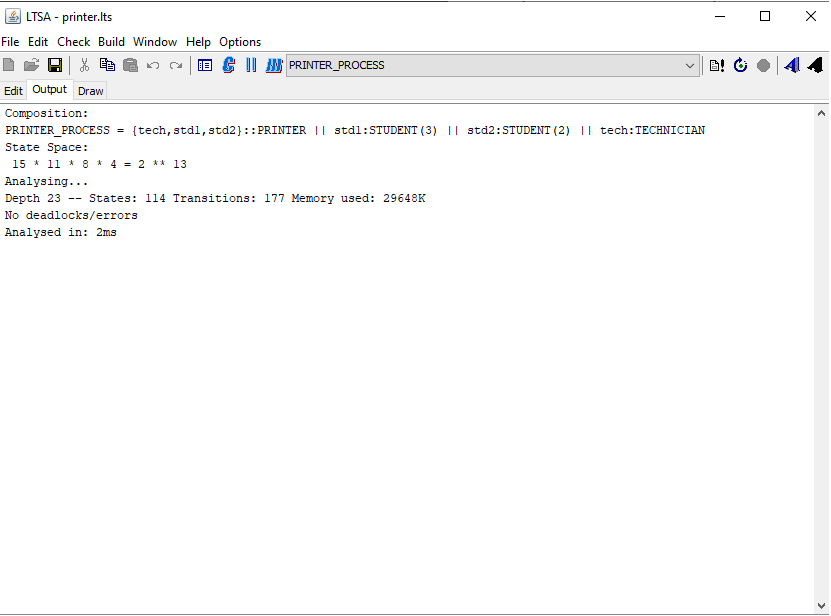 LTSA - printer.lts
File Edit Check Build Window Help Options
PRINTER_PROCESS
Edit Output Draw
Composition:
PRINTER_PROCESS = {tech,std1,std2}::PRINTER || std1:STUDENT(3) || std2:STUDENT(2) || tech:TECHNICIAN
State Space:
15 * 11 * 8 * 4 = 2 ** 13
Analysing...
Depth 23 -- States: 114 Transitions: 177 Memory used: 29648K
No deadlocks/errors
Analysed in: 2ms